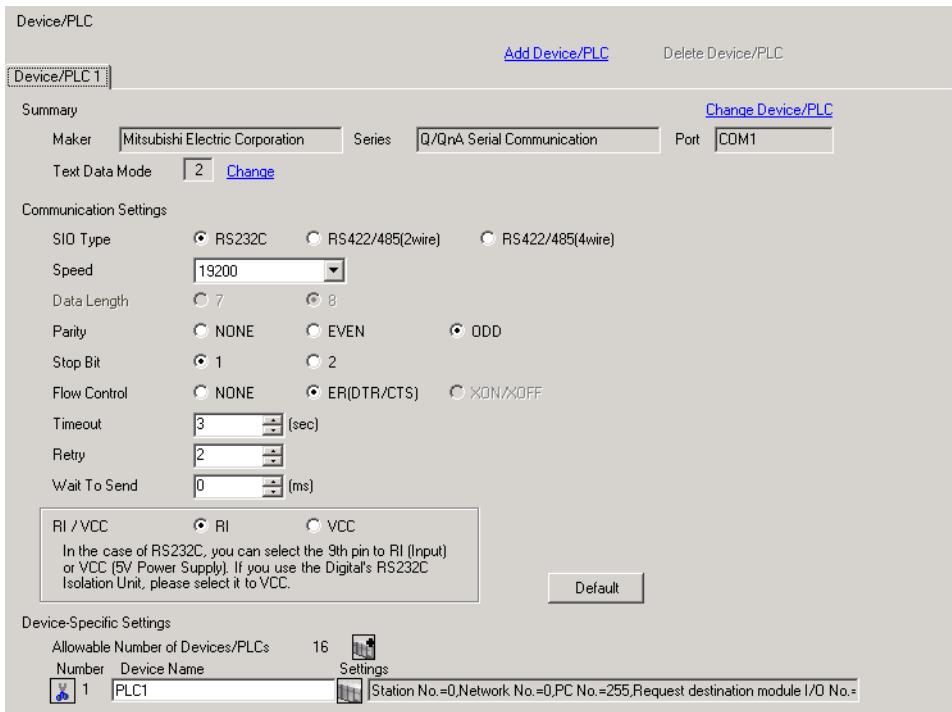 Device/PLC
Add Device/PLC Delete Device/PLC
Device/PLC 1
Summary Change Device/PLC
Maker Mitsubishi Electric Corporation Series Q/QnA Serial Communication Port COM1
Text Data Mode 2 Change
Communication Settings
SIO Type RS232C RS422/485(2wire) RS422/485(4wire)
Speed 19200
Data Length 7 8
Parity NONE EVEN ODD
Stop Bit 1 2
Flow Control NONE ER(DTR/CTS) XON/XOFF
Timeout 3 (sec)
Retry 2
Wait To Send 0 (ms)
RI / VCC RI VCC
In the case of RS232C, you can select the 9th pin to RI (Input)
or VCC (5V Power Supply). If you use the Digital's RS232C
Isolation Unit, please select it to VCC.
Default
Device-Specific Settings
Allowable Number of Devices/PLCs 16
Number Device Name Settings
1 PLC1 Station No.=0,Network No.=0,PC No.=255,Request destination module I/O No.=